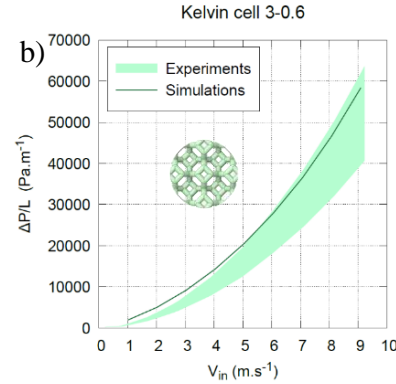 Kelvin cell 3-0.6
b)
Experiments
Simulations
ΔP/L (Pa.m⁻¹)
70000
60000
50000
40000
30000
20000
10000
0
0 1 2 3 4 5 6 7 8 9 10
V_in (m.s⁻¹)